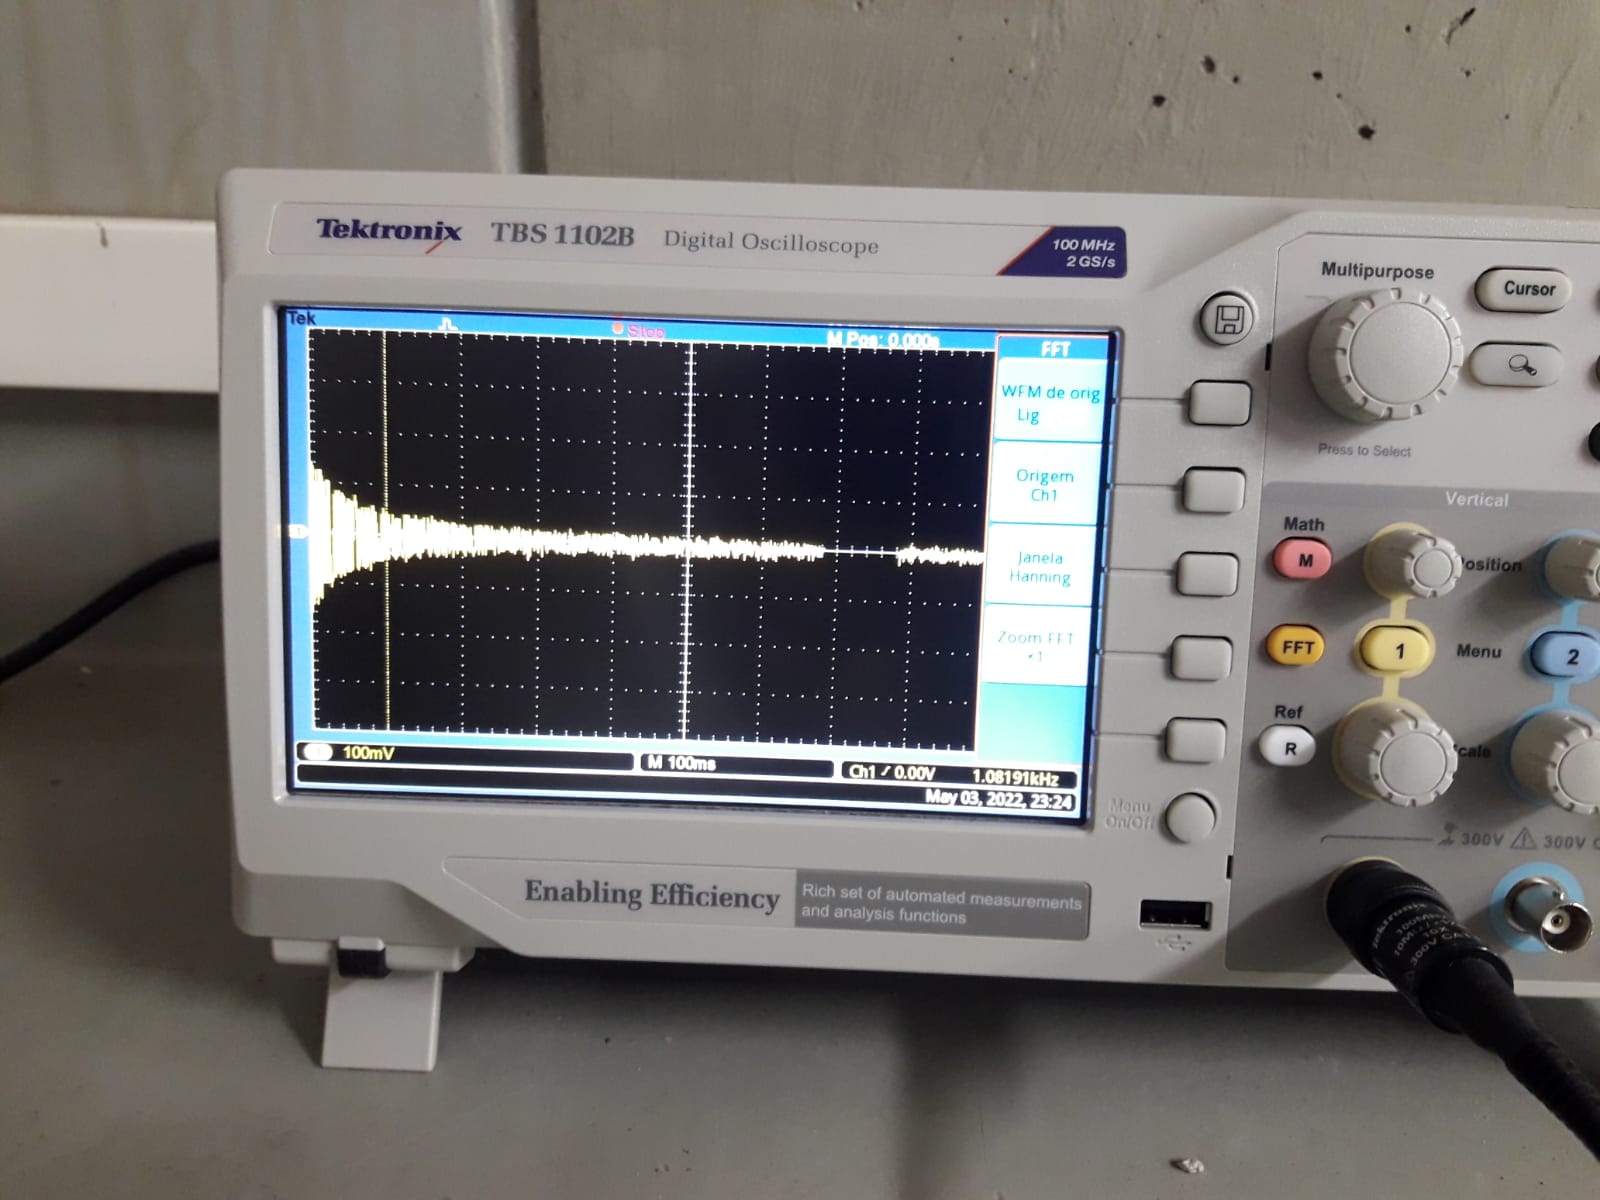 Tektronix TBS 1102B Digital Oscilloscope
100 MHz
2 GS/s
Tek
Stop
M Pos: 0.000s
FFT
WFM de orig
Lig
Origem
Ch1
Janela
Hanning
Zoom FFT
×1
1
100mV
M 100ms
Ch1 / 0.00V 1.08191kHz
May 03, 2022, 23:24
Menu
On/Off
Enabling Efficiency
Rich set of automated measurements
and analysis functions
Multipurpose
Cursor
Press to Select
Vertical
Math
M
Position
FFT
1
Menu
2
Ref
R
Scale
300V
300V
Tektronix